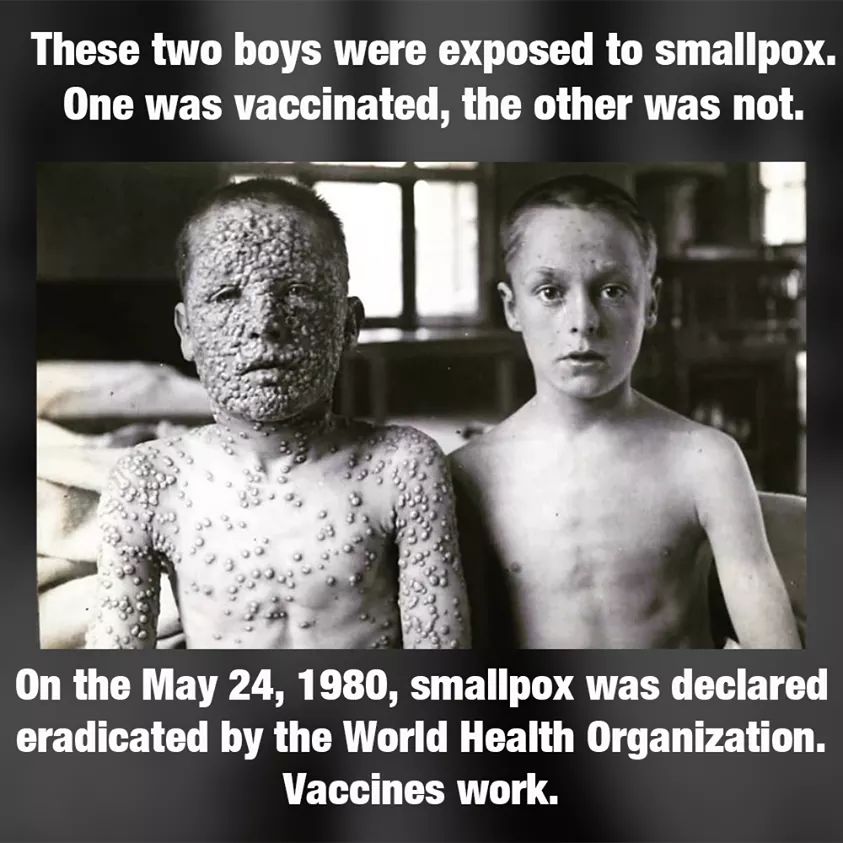 These two boys were exposed to smallpox.
One was vaccinated, the other was not.
On the May 24, 1980, smallpox was declared
eradicated by the World Health Organization.
Vaccines work.